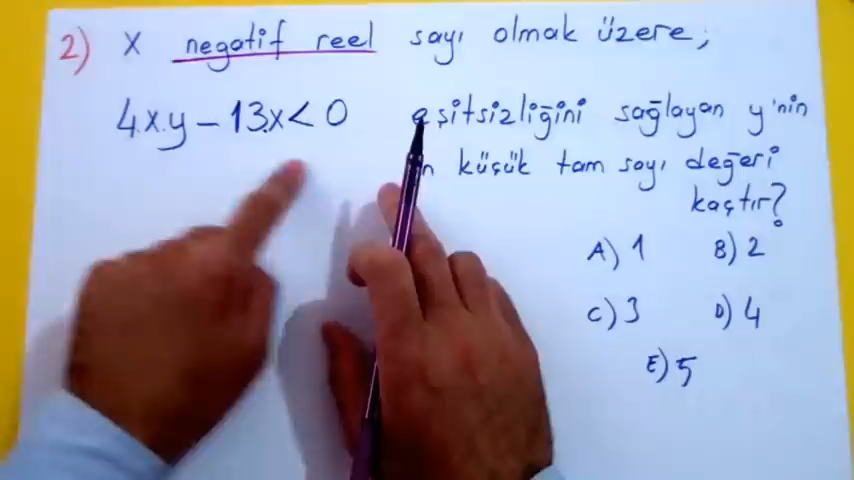 2) x negatif reel sayı olmak üzere;
4.x.y - 13.x < 0 eşitsizliğini sağlayan y'nin
küçük tam sayı değeri
kaçtır?
A) 1 B) 2
C) 3 D) 4
E) 5